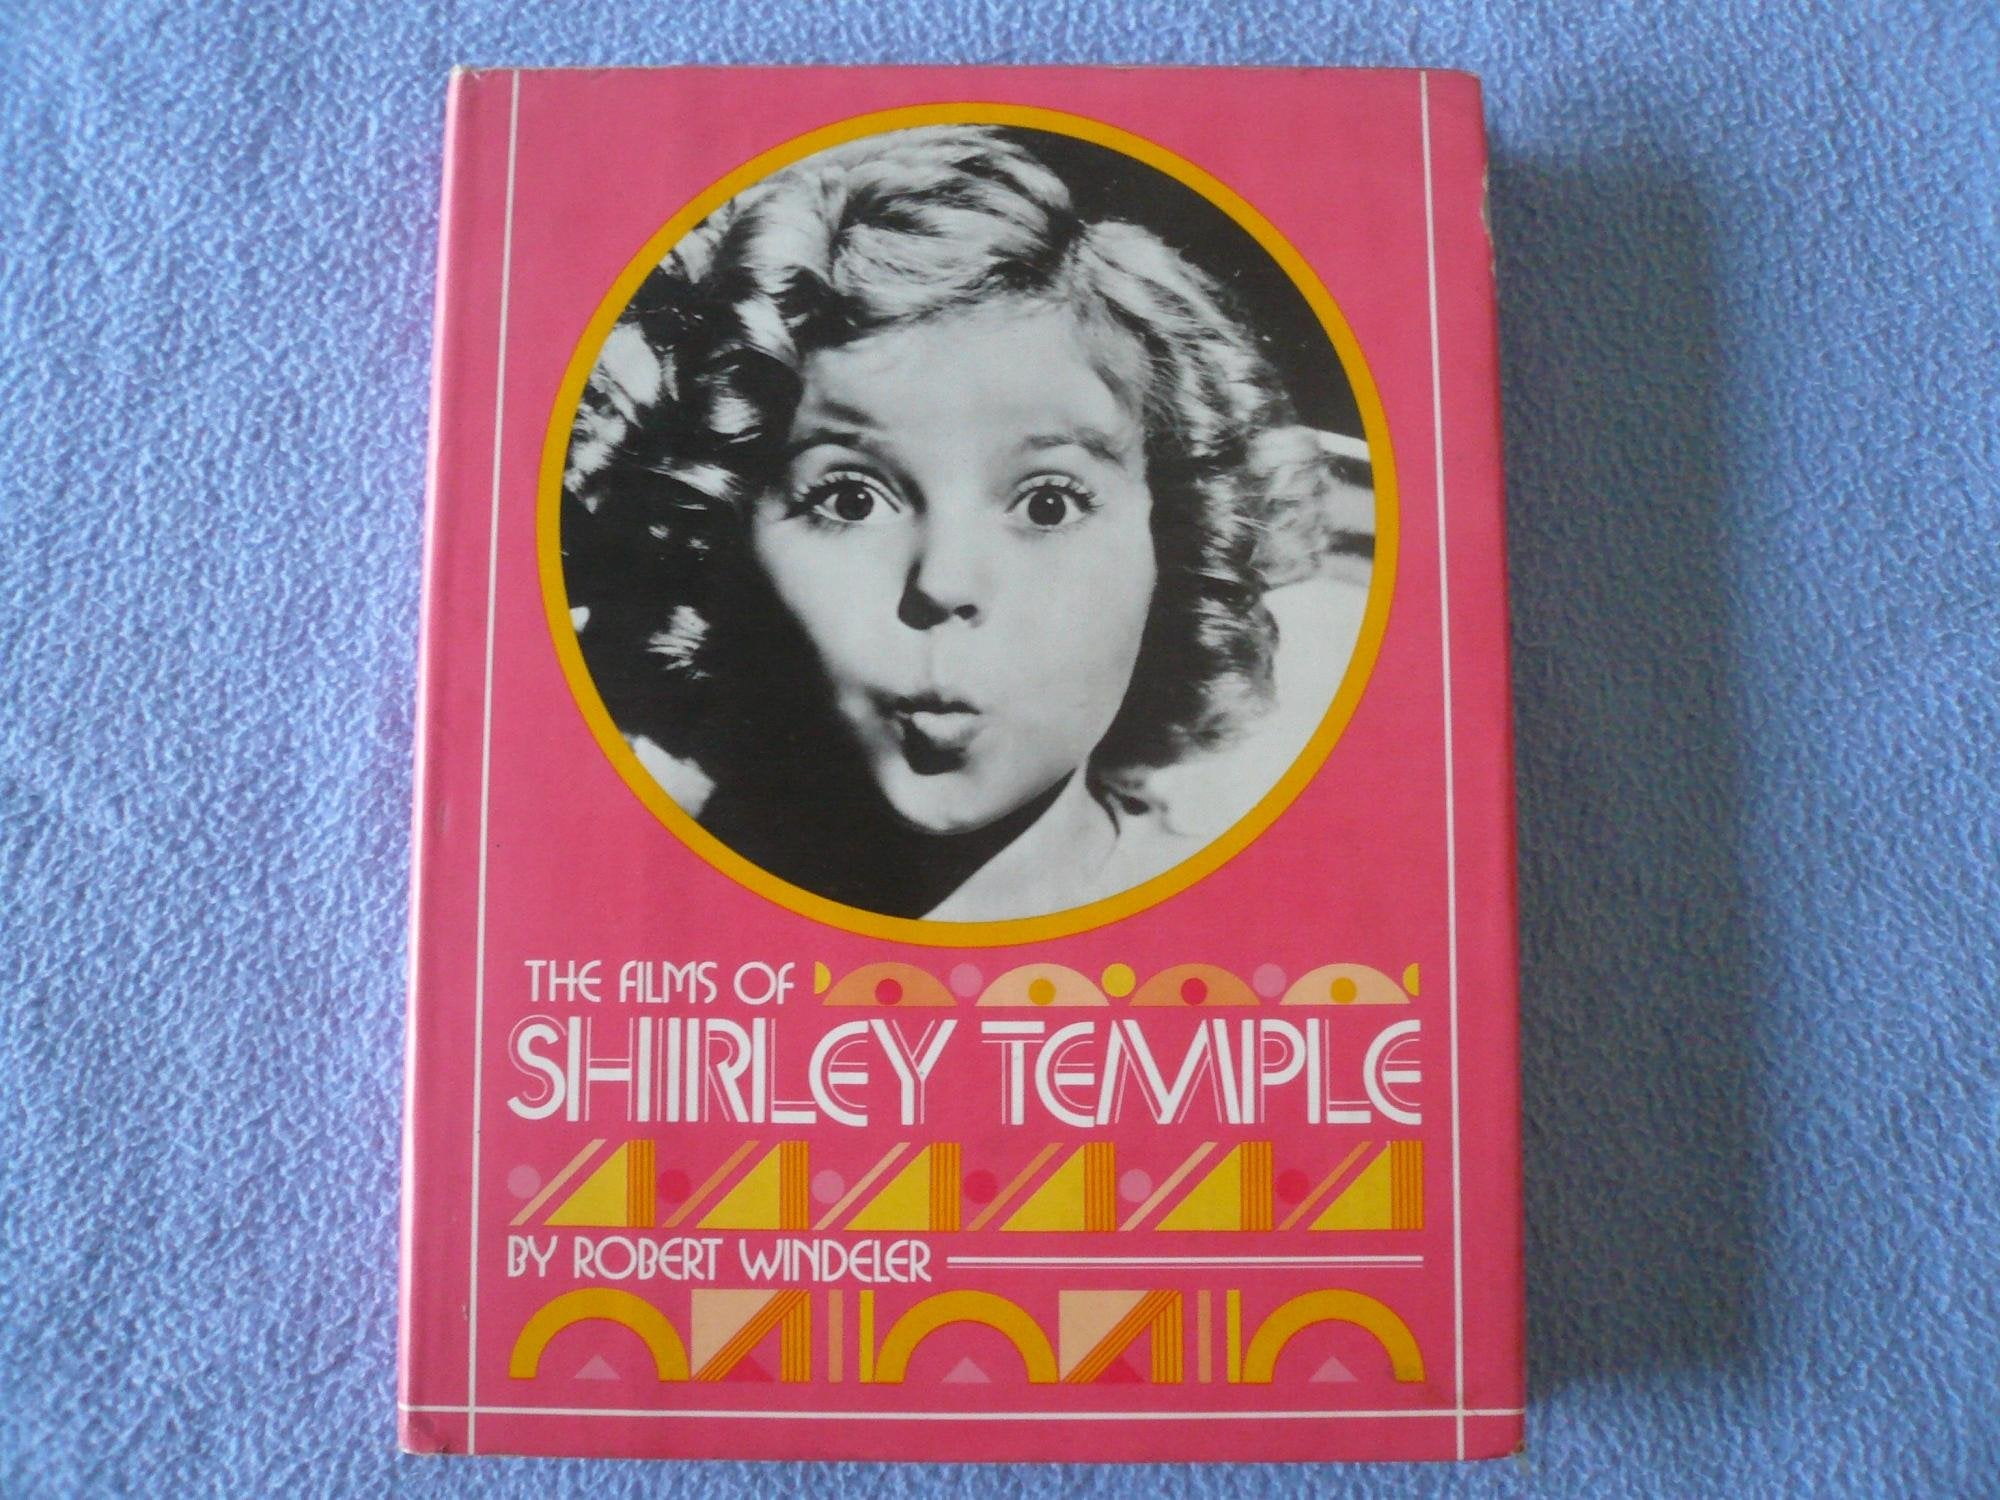 THE FILMS OF
SHIRLEY TEMPLE
BY ROBERT WINDELER